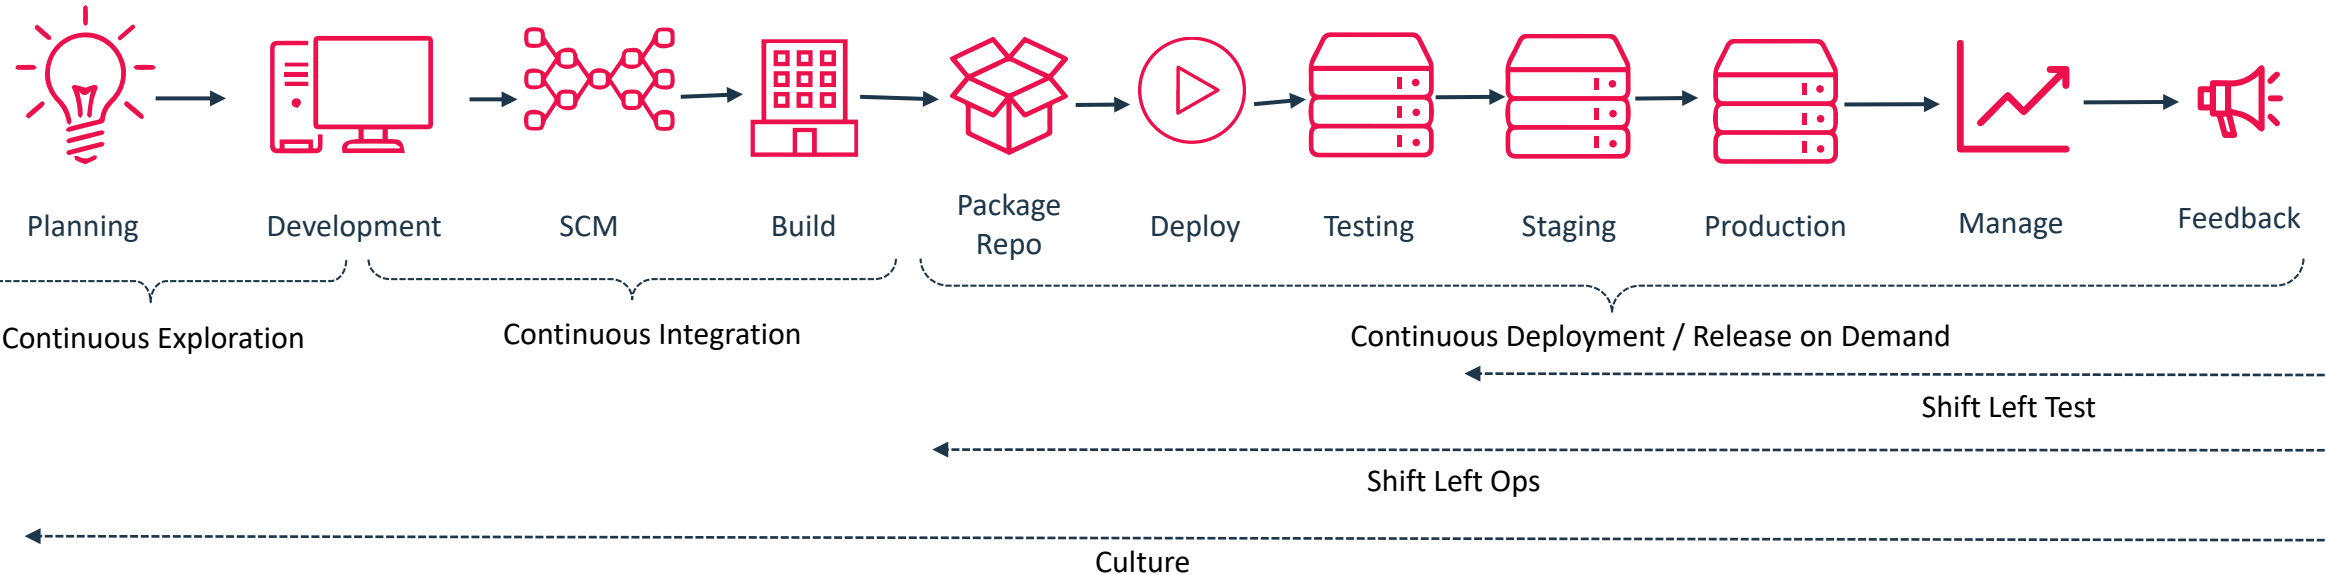 Planning
Development
SCM
Build
Package
Repo
Deploy
Testing
Staging
Production
Manage
Feedback
Continuous Exploration
Continuous Integration
Continuous Deployment / Release on Demand
Shift Left Test
Shift Left Ops
Culture